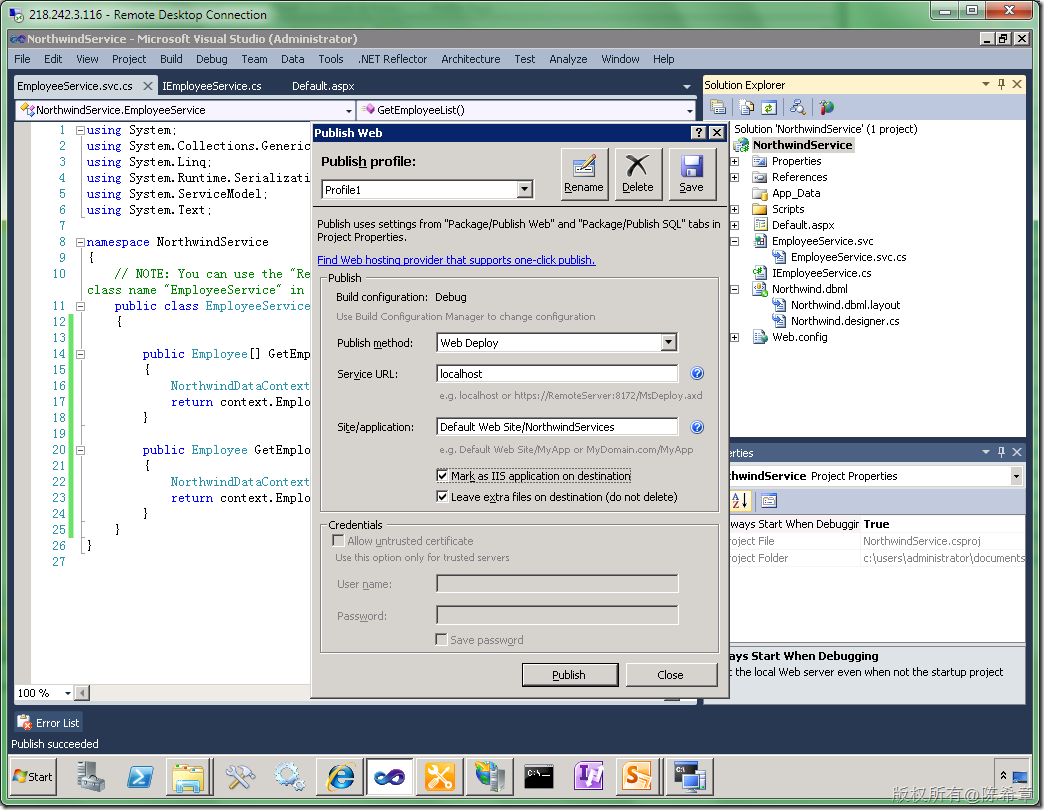 218.242.3.116 - Remote Desktop Connection
NorthwindService - Microsoft Visual Studio (Administrator)
File Edit View Project Build Debug Team Data Tools .NET Reflector Architecture Test Analyze Window Help
EmployeeService.svc.cs IEmployeeService.cs Default.aspx
NorthwindService.EmployeeService GetEmployeeList()
1 using System;
2 using System.Collections.Generic
3 using System.Linq;
4 using System.Runtime.Serializati
5 using System.ServiceModel;
6 using System.Text;
7
8 namespace NorthwindService
9 {
10 // NOTE: You can use the "Re
class name "EmployeeService" in
11 public class EmployeeService
12 {
13
14 public Employee[] GetEmp
15 {
16 NorthwindDataContext
17 return context.Emplo
18 }
19
20 public Employee GetEmplo
21 {
22 NorthwindDataContext
23 return context.Emplo
24 }
25 }
26 }
27
100 %
Publish Web
Publish profile:
Profile1
Rename Delete Save
Publish uses settings from "Package/Publish Web" and "Package/Publish SQL" tabs in
Project Properties.
Find Web hosting provider that supports one-click publish.
Publish
Build configuration: Debug
Use Build Configuration Manager to change configuration
Publish method: Web Deploy
Service URL: localhost
e.g. localhost or https://RemoteServer:8172/MsDeploy.axd
Site/application: Default Web Site/NorthwindServices
e.g. Default Web Site/MyApp or MyDomain.com/MyApp
Mark as IIS application on destination
Leave extra files on destination (do not delete)
Credentials
Allow untrusted certificate
Use this option only for trusted servers
User name:
Password:
Save password
Publish Close
Solution Explorer
Solution 'NorthwindService' (1 project)
NorthwindService
Properties
References
App_Data
Scripts
Default.aspx
EmployeeService.svc
EmployeeService.svc.cs
IEmployeeService.cs
Northwind.dbml
Northwind.dbml.layout
Northwind.designer.cs
Web.config
erties
hwindService Project Properties
ways Start When Debuggir True
oject File NorthwindService.csproj
oject Folder c:\users\administrator\documents
ays Start When Debugging
t the local Web server even when not the startup project
Error List
Publish succeeded
Start
版权所有@陈希章